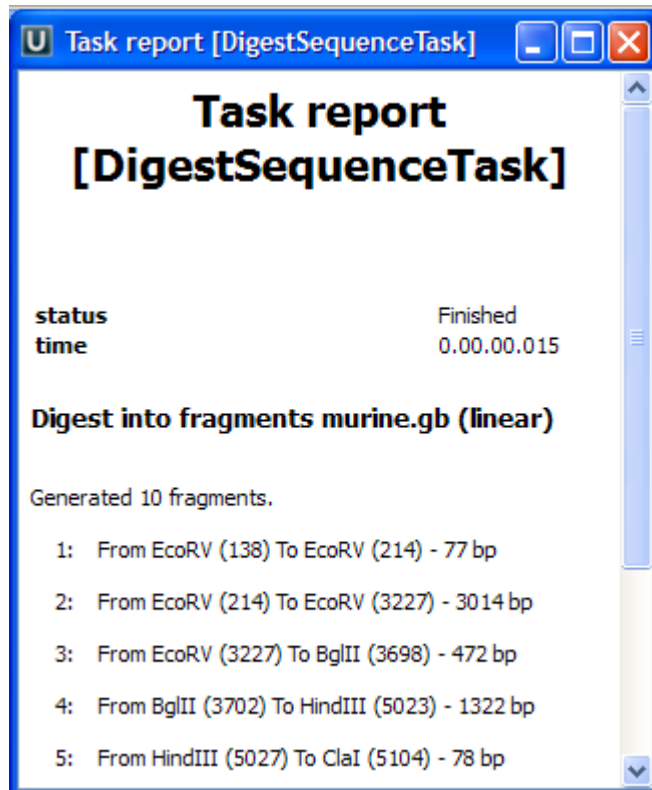 U Task report [DigestSequenceTask]
Task report
[DigestSequenceTask]
status Finished
time 0.00.00.015
Digest into fragments murine.gb (linear)
Generated 10 fragments.
1: From EcoRV (138) To EcoRV (214) - 77 bp
2: From EcoRV (214) To EcoRV (3227) - 3014 bp
3: From EcoRV (3227) To BglII (3698) - 472 bp
4: From BglII (3702) To HindIII (5023) - 1322 bp
5: From HindIII (5027) To ClaI (5104) - 78 bp